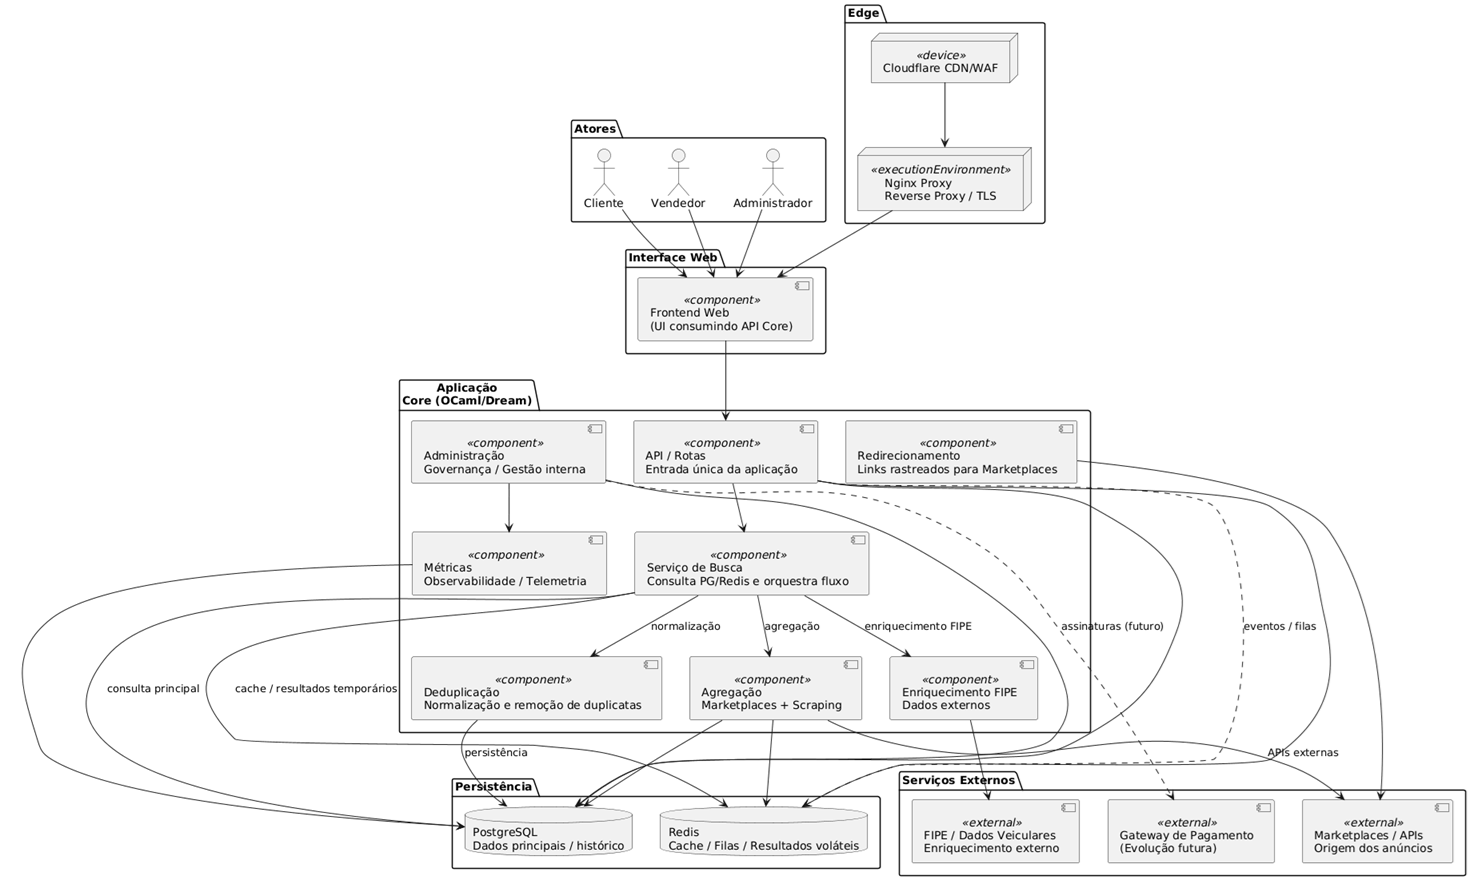 Edge
«device»
Cloudflare CDN/WAF
«executionEnvironment»
Nginx Proxy
Reverse Proxy / TLS
Atores
Cliente
Vendedor
Administrador
Interface Web
«component»
Frontend Web
(UI consumindo API Core)
Aplicação
Core (OCaml/Dream)
«component»
Administração
Governança / Gestão interna
«component»
API / Rotas
Entrada única da aplicação
«component»
Redirecionamento
Links rastreados para Marketplaces
«component»
Métricas
Observabilidade / Telemetria
«component»
Serviço de Busca
Consulta PG/Redis e orquestra fluxo
normalização
agregação
enriquecimento FIPE
assinaturas (futuro)
eventos / filas
consulta principal
cache / resultados temporários
«component»
Deduplicação
Normalização e remoção de duplicatas
«component»
Agregação
Marketplaces + Scraping
«component»
Enriquecimento FIPE
Dados externos
persistência
APIs externas
Persistência
PostgreSQL
Dados principais / histórico
Redis
Cache / Filas / Resultados voláteis
Serviços Externos
«external»
FIPE / Dados Veiculares
Enriquecimento externo
«external»
Gateway de Pagamento
(Evolução futura)
«external»
Marketplaces / APIs
Origem dos anúncios